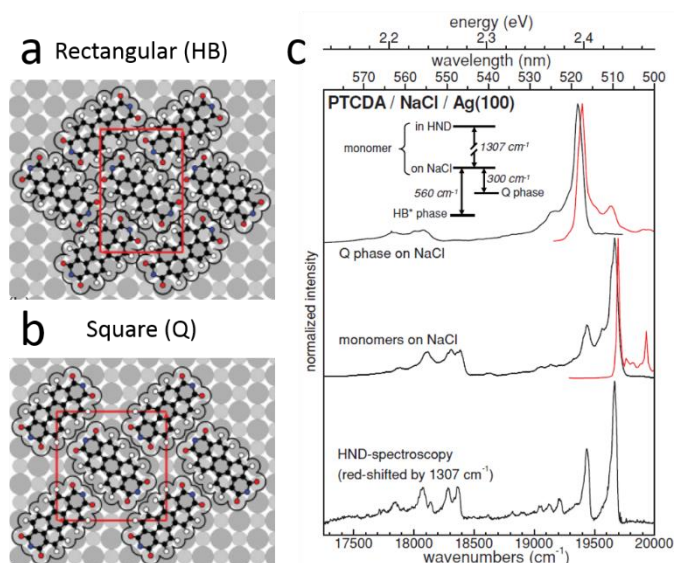 a Rectangular (HB)
b Square (Q)
c
energy (eV)
2.2 2.3 2.4
wavelength (nm)
570 560 550 540 530 520 510 500
PTCDA / NaCl / Ag(100)
in HND
monomer
1307 cm⁻¹
on NaCl
300 cm⁻¹
560 cm⁻¹
Q phase
HB* phase
Q phase on NaCl
normalized intensity
monomers on NaCl
HND-spectroscopy
(red-shifted by 1307 cm⁻¹)
17500 18000 18500 19000 19500 20000
wavenumbers (cm⁻¹)